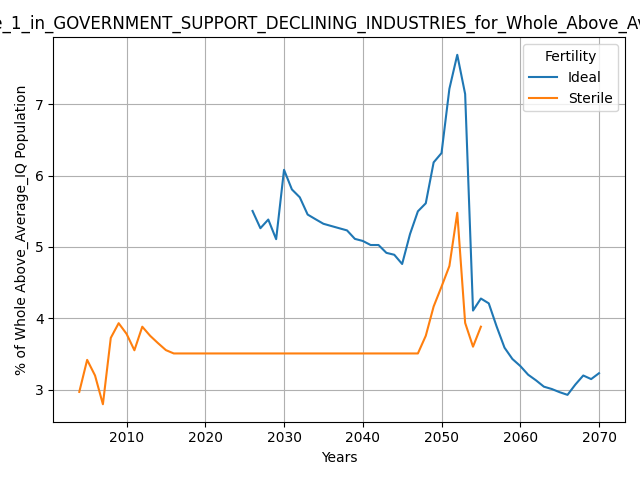 _1_in_GOVERNMENT_SUPPORT_DECLINING_INDUSTRIES_for_Whole_Above_A
Fertility
Ideal
Sterile
% of Whole Above_Average_IQ Population
7
6
5
4
3
2010 2020 2030 2040 2050 2060 2070
Years